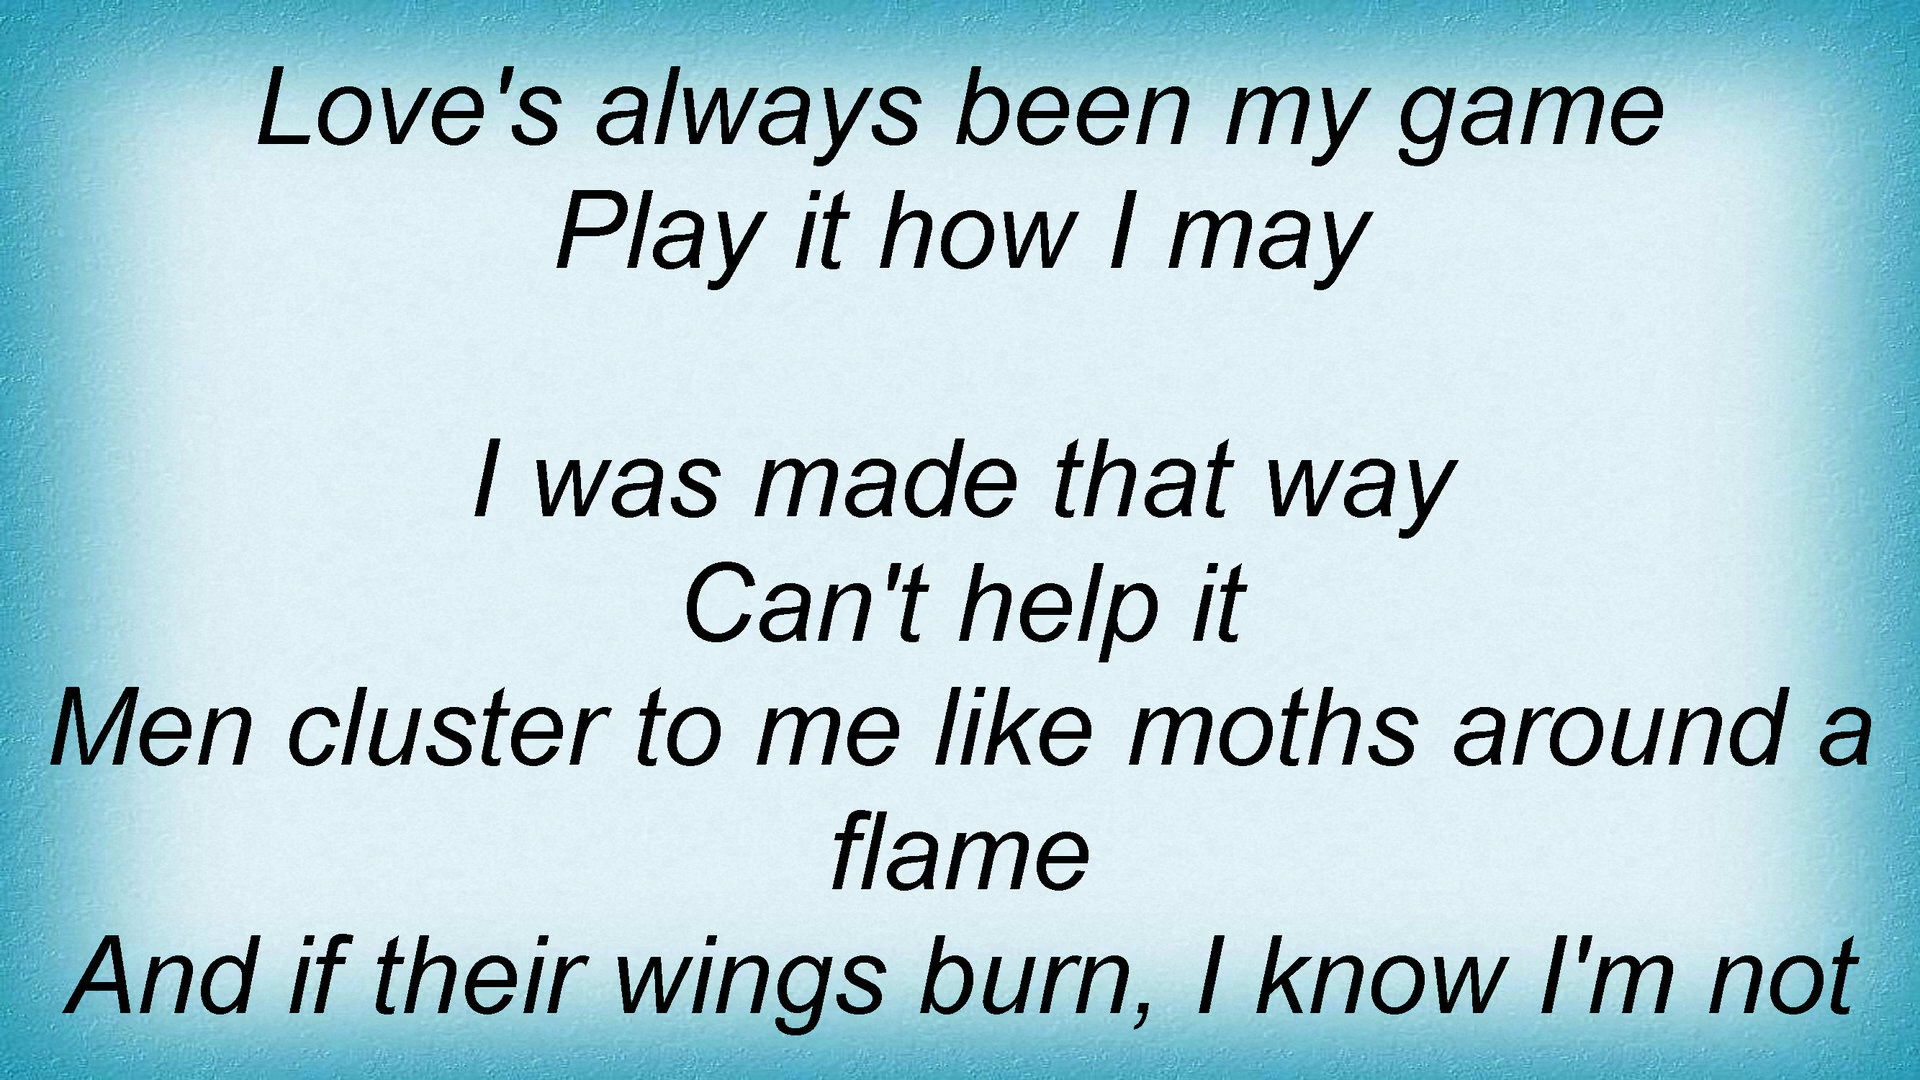 Love's always been my game
Play it how I may
I was made that way
Can't help it
Men cluster to me like moths around a
flame
And if their wings burn, I know I'm not